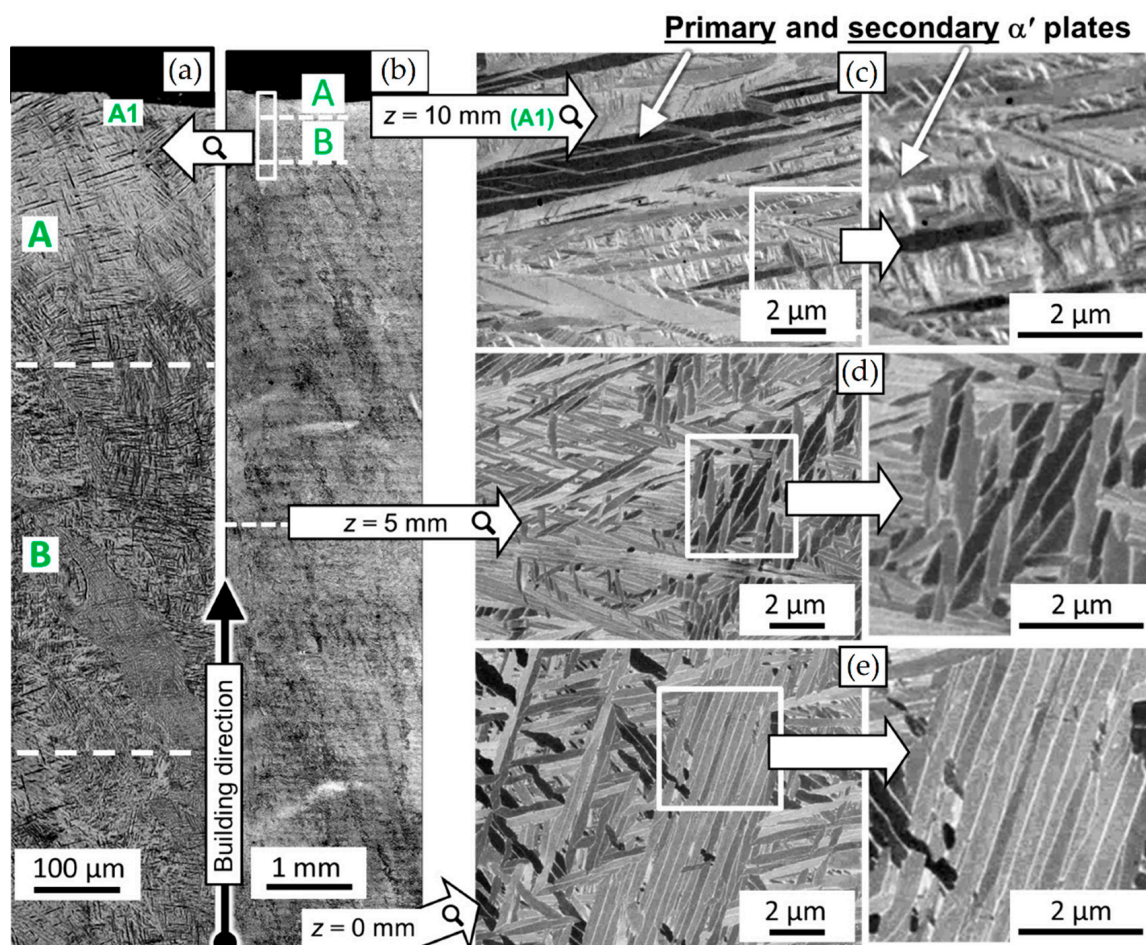 Primary and secondary α′ plates
(a)
(b)
(c)
A1
A
z = 10 mm (A1)
B
A
2 µm
2 µm
(d)
z = 5 mm
B
2 µm
2 µm
(e)
Building direction
100 µm
1 mm
z = 0 mm
2 µm
2 µm